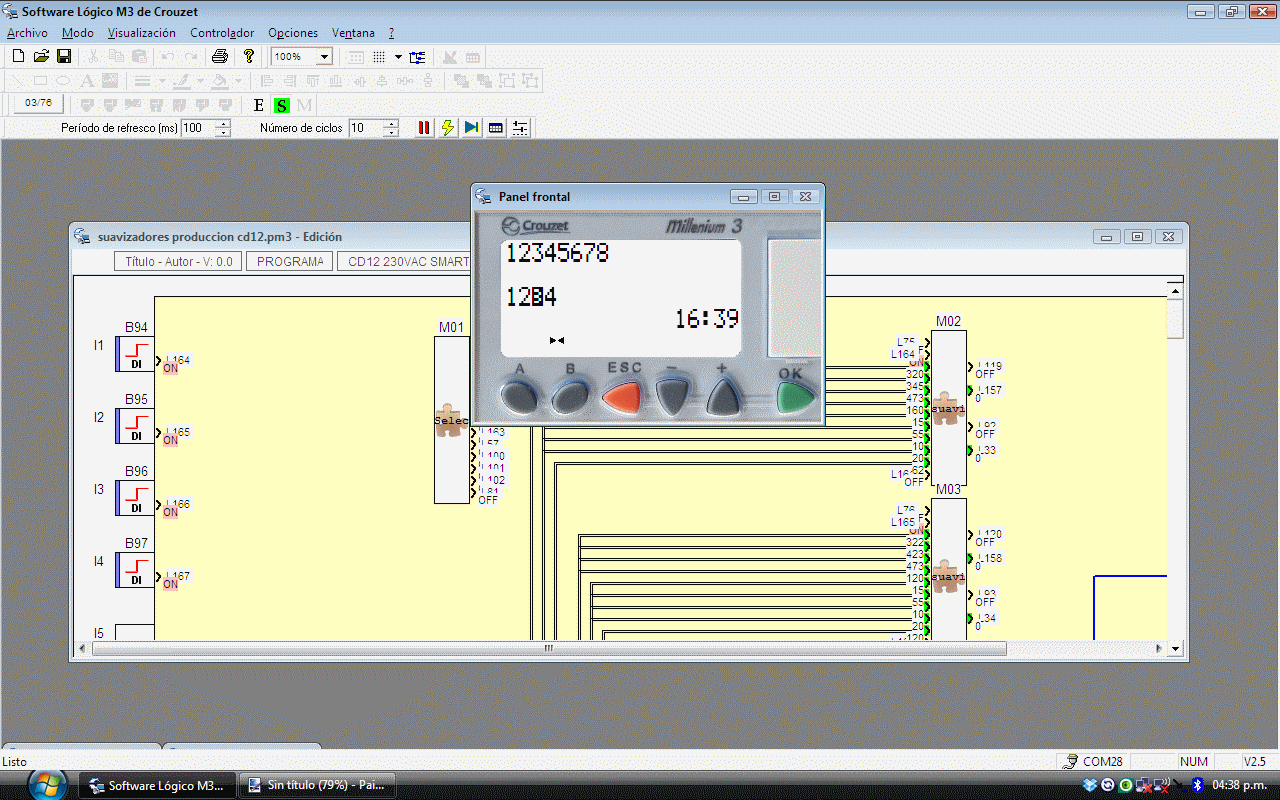 Software Lógico M3 de Crouzet
Archivo Modo Visualización Controlador Opciones Ventana ?
100%
03/76 E S M
Período de refresco (ms) 100 Número de ciclos 10
Panel frontal
Crouzet Millenium 3
12345678
16:39
A B ESC - + OK
suavizadores produccion cd12.pm3 - Edición
Título - Autor - V: 0.0 PROGRAMA CD12 230VAC SMART
I1 B94 DI L164 ON
I2 B95 DI L165 ON
I3 B96 DI L166 ON
I4 B97 DI L167 ON
I5
M01
Selec
L163
L57
L100
L101
L102
L81
OFF
M02
L75
L164
ON
320
345
473
160
15
55
10
20
OFF
suavi
L119
OFF
L157
0
L92
OFF
L33
0
M03
L76
L165
ON
322
423
473
120
15
55
10
20
120
suavi
L120
OFF
L158
0
L93
OFF
L34
0
Listo COM28 NUM V2.5
Software Lógico M3... Sin título (79%) - Pai... 04:38 p.m.